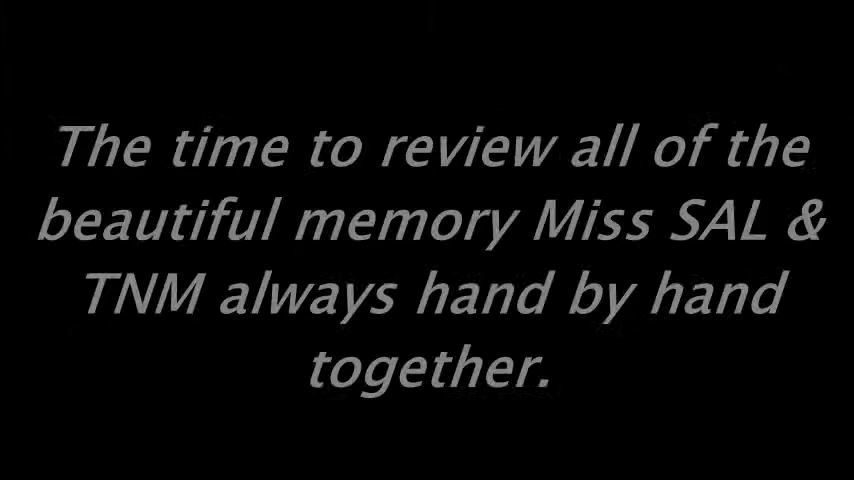 The time to review all of the
beautiful memory Miss SAL &
TNM always hand by hand
together.